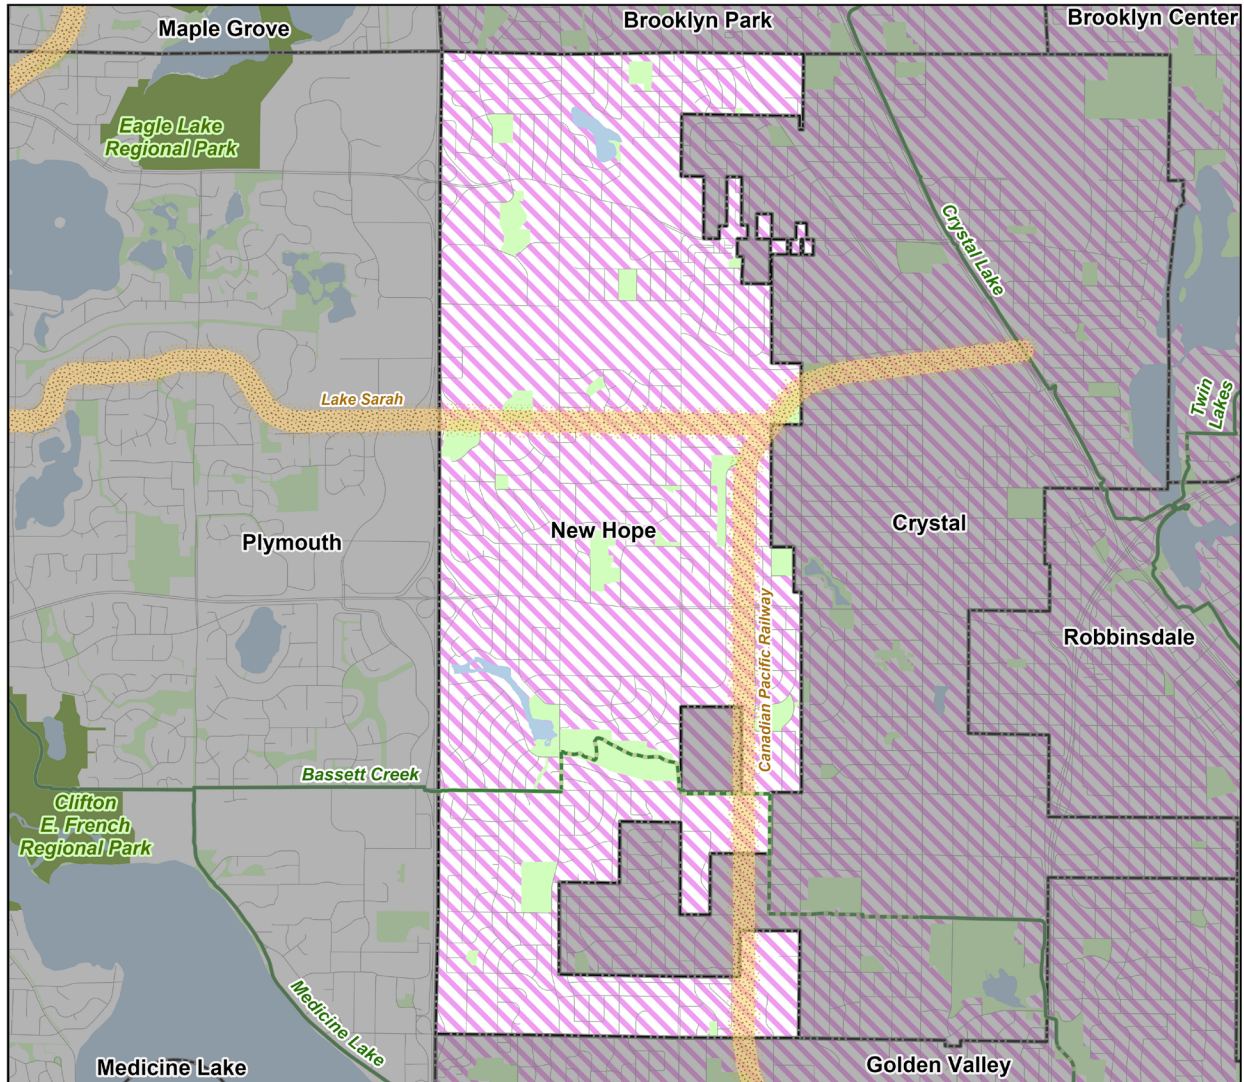 Maple Grove
Brooklyn Park
Brooklyn Center
Eagle Lake
Regional Park
Crystal Lake
Lake Sarah
Twin
Lakes
Plymouth
New Hope
Crystal
Robbinsdale
Canadian Pacific Railway
Bassett Creek
Clifton
E. French
Regional Park
Medicine Lake
Medicine Lake
Golden Valley